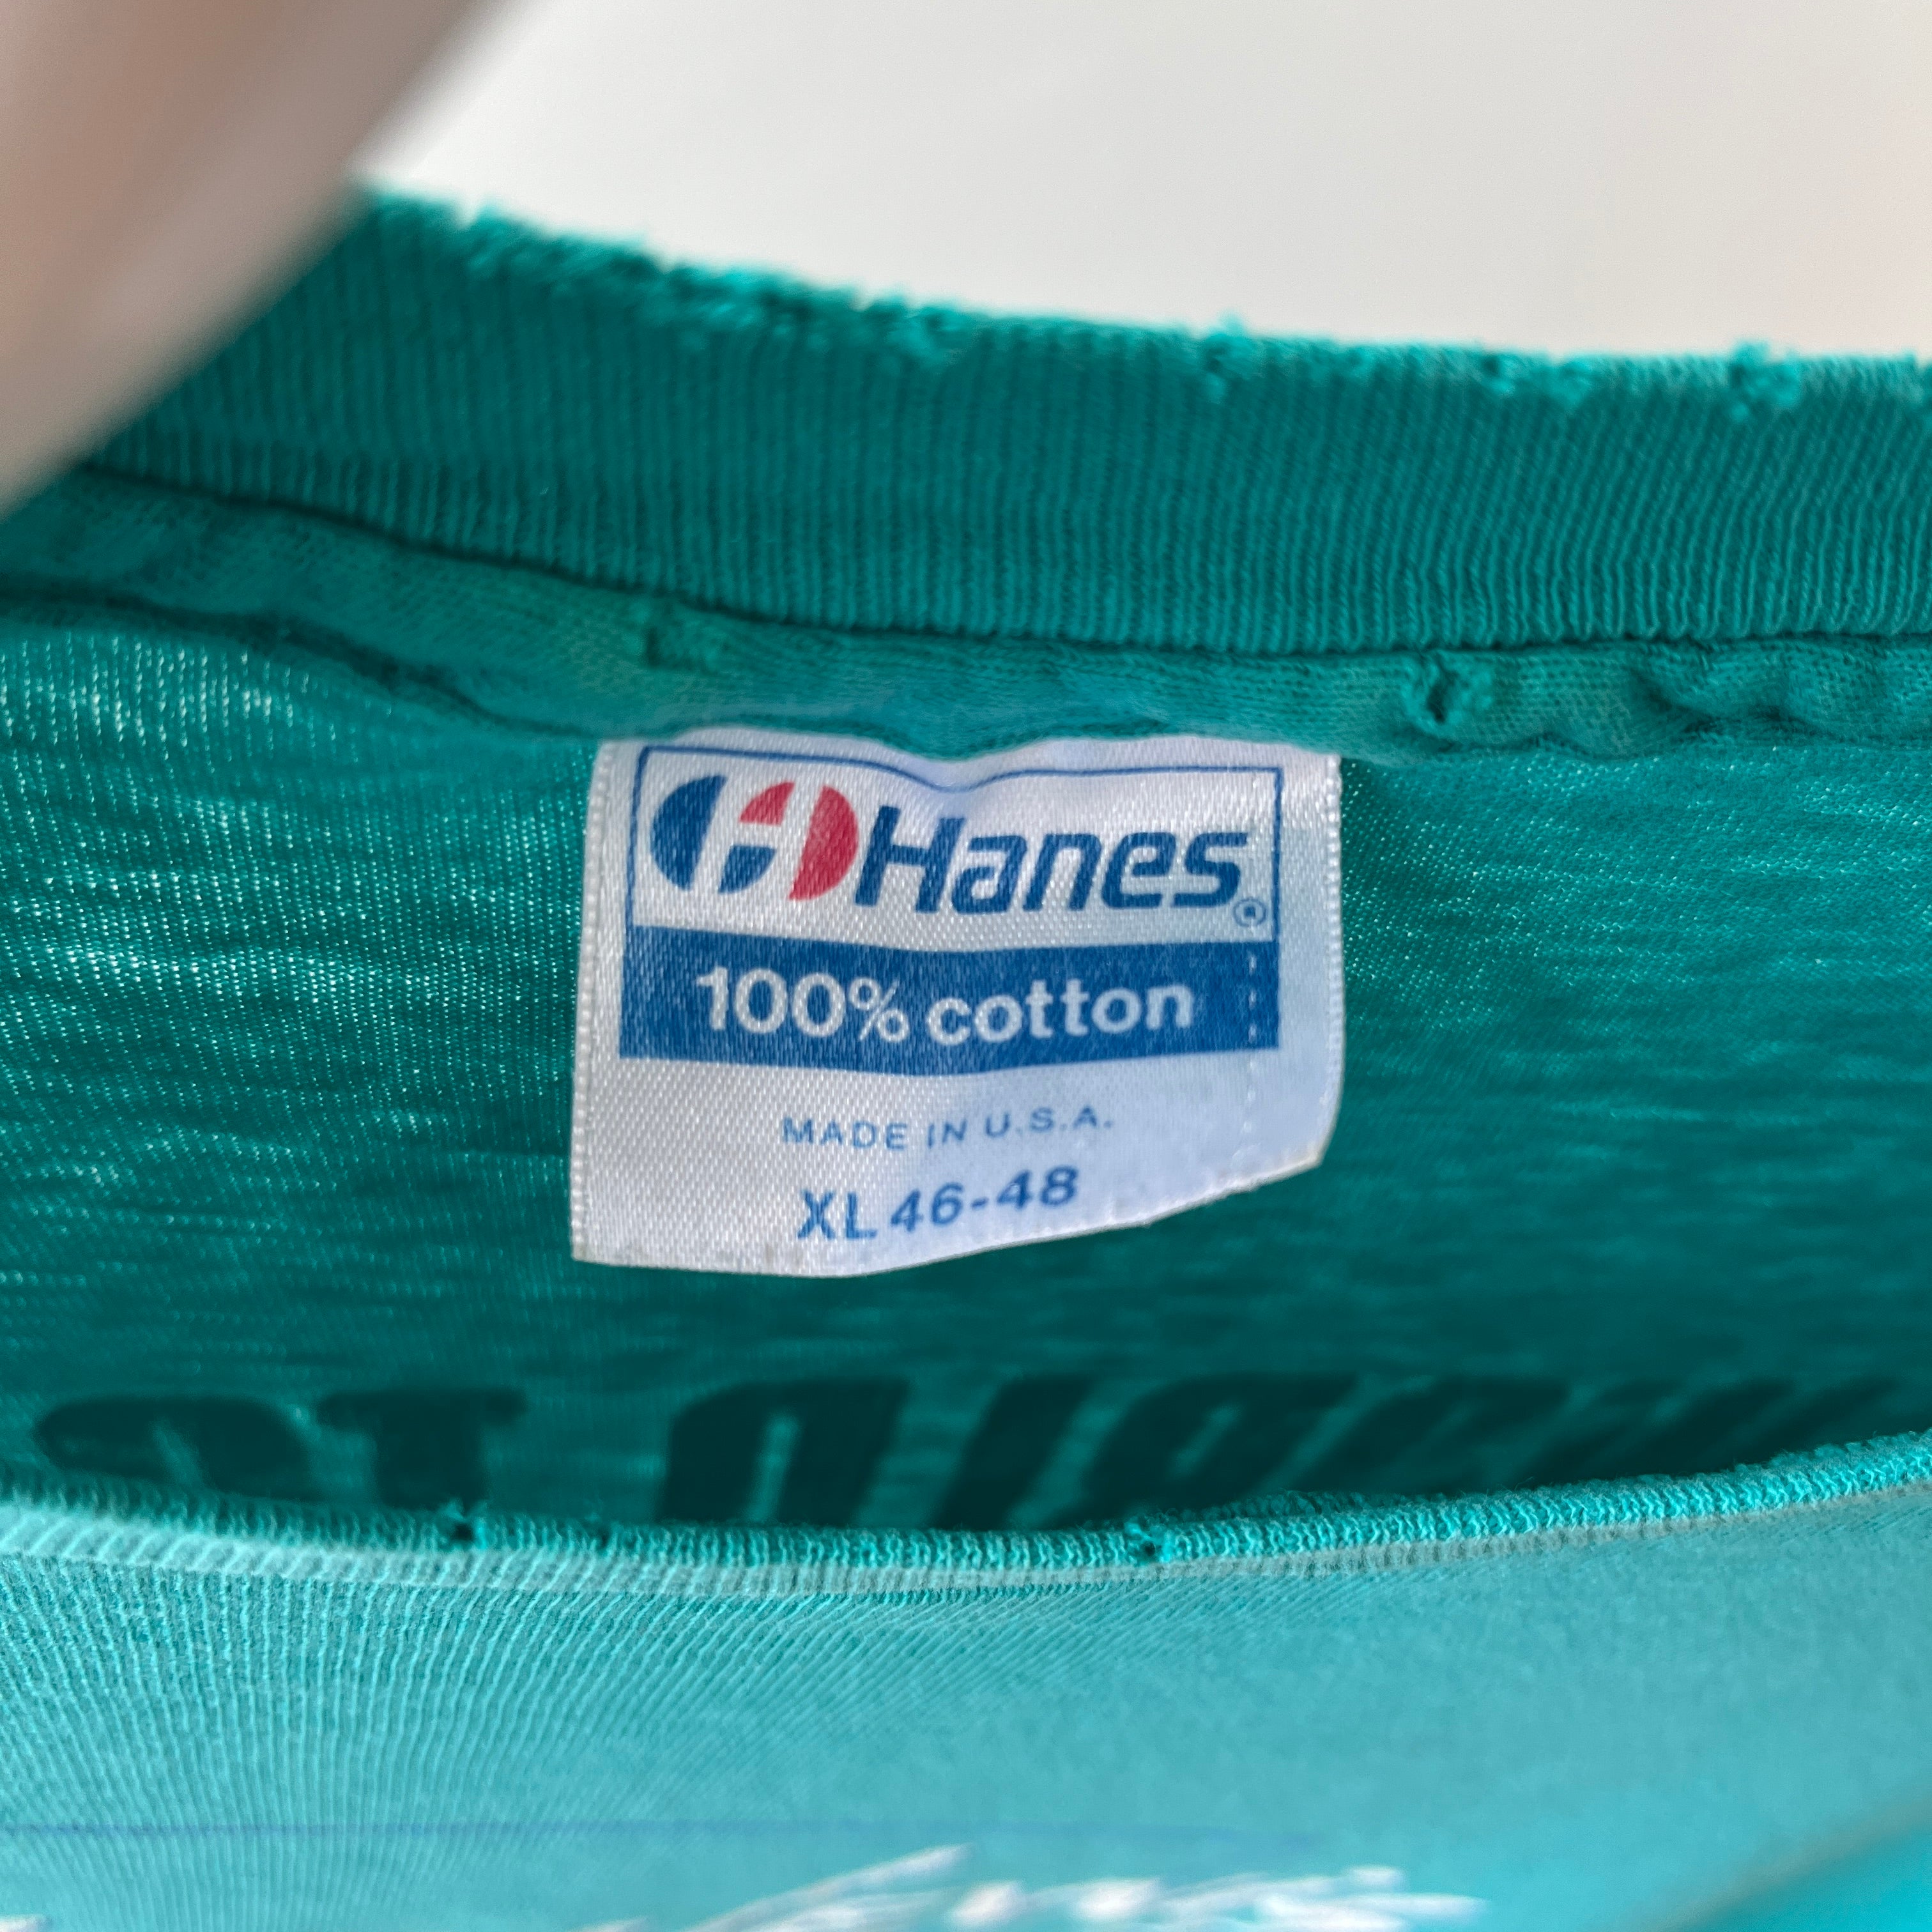 Hanes®
100% cotton
MADE IN U.S.A.
XL 46-48